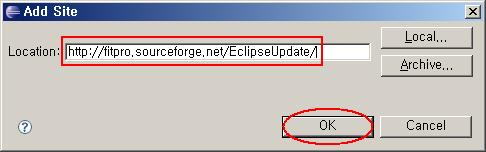 Add Site
Location: http://fitpro.sourceforge.net/EclipseUpdate/
Local...
Archive...
?
OK
Cancel